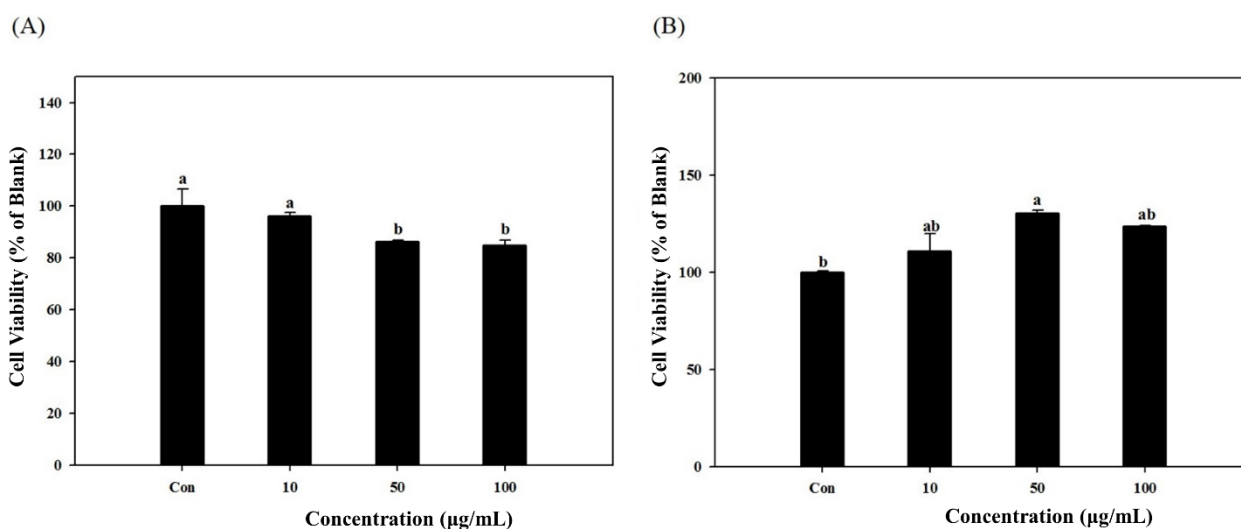 (A)
Cell Viability (% of Blank)
140
120
100
80
60
40
20
0
a
a
b
b
Con
10
50
100
Concentration (µg/mL)
(B)
Cell Viability (% of Blank)
200
150
100
50
0
b
ab
a
ab
Con
10
50
100
Concentration (µg/mL)